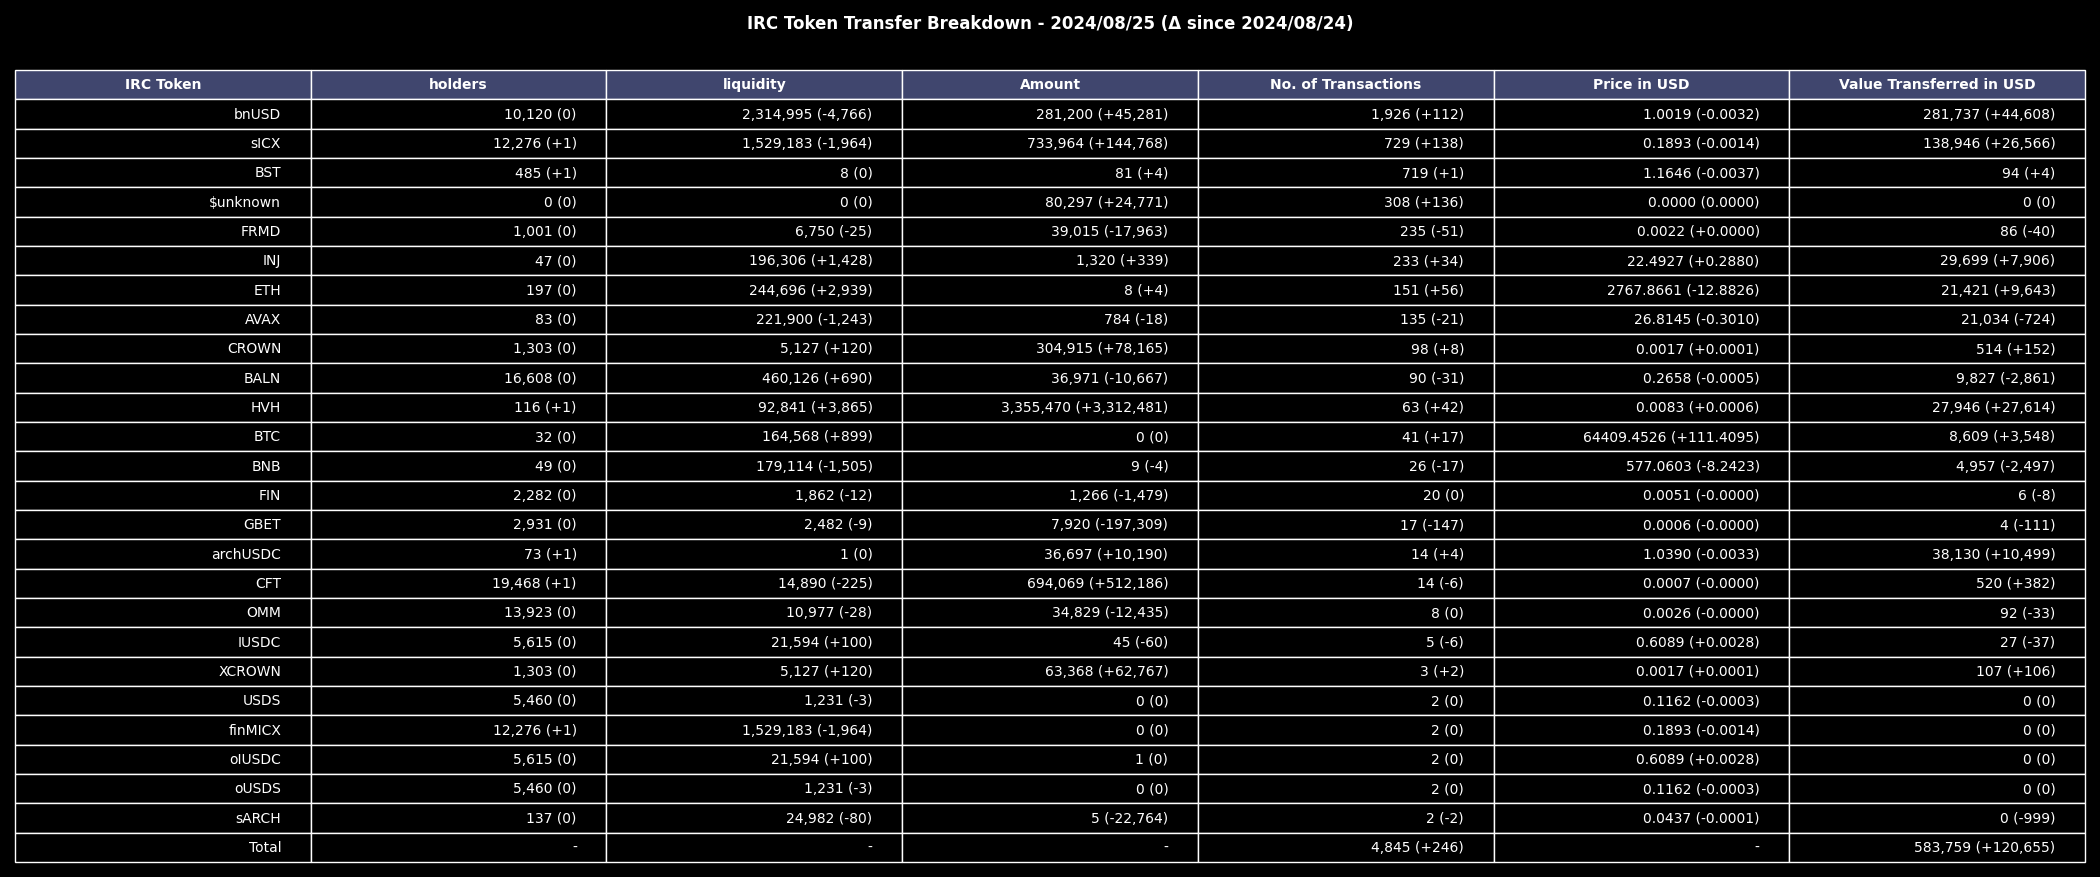 IRC Token Transfer Breakdown - 2024/08/25 (Δ since 2024/08/24)
IRC Token holders liquidity Amount No. of Transactions Price in USD Value Transferred in USD
bnUSD 10,120 (0) 2,314,995 (-4,766) 281,200 (+45,281) 1,926 (+112) 1.0019 (-0.0032) 281,737 (+44,608)
sICX 12,276 (+1) 1,529,183 (-1,964) 733,964 (+144,768) 729 (+138) 0.1893 (-0.0014) 138,946 (+26,566)
BST 485 (+1) 8 (0) 81 (+4) 719 (+1) 1.1646 (-0.0037) 94 (+4)
$unknown 0 (0) 0 (0) 80,297 (+24,771) 308 (+136) 0.0000 (0.0000) 0 (0)
FRMD 1,001 (0) 6,750 (-25) 39,015 (-17,963) 235 (-51) 0.0022 (+0.0000) 86 (-40)
INJ 47 (0) 196,306 (+1,428) 1,320 (+339) 233 (+34) 22.4927 (+0.2880) 29,699 (+7,906)
ETH 197 (0) 244,696 (+2,939) 8 (+4) 151 (+56) 2767.8661 (-12.8826) 21,421 (+9,643)
AVAX 83 (0) 221,900 (-1,243) 784 (-18) 135 (-21) 26.8145 (-0.3010) 21,034 (-724)
CROWN 1,303 (0) 5,127 (+120) 304,915 (+78,165) 98 (+8) 0.0017 (+0.0001) 514 (+152)
BALN 16,608 (0) 460,126 (+690) 36,971 (-10,667) 90 (-31) 0.2658 (-0.0005) 9,827 (-2,861)
HVH 116 (+1) 92,841 (+3,865) 3,355,470 (+3,312,481) 63 (+42) 0.0083 (+0.0006) 27,946 (+27,614)
BTC 32 (0) 164,568 (+899) 0 (0) 41 (+17) 64409.4526 (+111.4095) 8,609 (+3,548)
BNB 49 (0) 179,114 (-1,505) 9 (-4) 26 (-17) 577.0603 (-8.2423) 4,957 (-2,497)
FIN 2,282 (0) 1,862 (-12) 1,266 (-1,479) 20 (0) 0.0051 (-0.0000) 6 (-8)
GBET 2,931 (0) 2,482 (-9) 7,920 (-197,309) 17 (-147) 0.0006 (-0.0000) 4 (-111)
archUSDC 73 (+1) 1 (0) 36,697 (+10,190) 14 (+4) 1.0390 (-0.0033) 38,130 (+10,499)
CFT 19,468 (+1) 14,890 (-225) 694,069 (+512,186) 14 (-6) 0.0007 (-0.0000) 520 (+382)
OMM 13,923 (0) 10,977 (-28) 34,829 (-12,435) 8 (0) 0.0026 (-0.0000) 92 (-33)
IUSDC 5,615 (0) 21,594 (+100) 45 (-60) 5 (-6) 0.6089 (+0.0028) 27 (-37)
XCROWN 1,303 (0) 5,127 (+120) 63,368 (+62,767) 3 (+2) 0.0017 (+0.0001) 107 (+106)
USDS 5,460 (0) 1,231 (-3) 0 (0) 2 (0) 0.1162 (-0.0003) 0 (0)
finMICX 12,276 (+1) 1,529,183 (-1,964) 0 (0) 2 (0) 0.1893 (-0.0014) 0 (0)
oIUSDC 5,615 (0) 21,594 (+100) 1 (0) 2 (0) 0.6089 (+0.0028) 0 (0)
oUSDS 5,460 (0) 1,231 (-3) 0 (0) 2 (0) 0.1162 (-0.0003) 0 (0)
sARCH 137 (0) 24,982 (-80) 5 (-22,764) 2 (-2) 0.0437 (-0.0001) 0 (-999)
Total - - - 4,845 (+246) - 583,759 (+120,655)